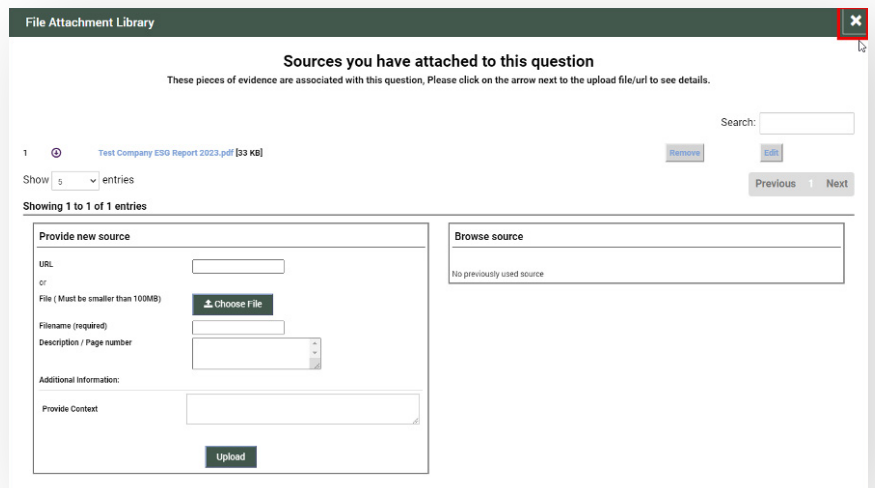 File Attachment Library
Sources you have attached to this question
These pieces of evidence are associated with this question, Please click on the arrow next to the upload file/url to see details.
Search:
1 Test Company ESG Report 2023.pdf [33 KB] Remove Edit
Show 5 entries
Previous 1 Next
Showing 1 to 1 of 1 entries
Provide new source
URL
or
File ( Must be smaller than 100MB) Choose File
Filename (required)
Description / Page number
Additional Information:
Provide Context
Upload
Browse source
No previously used source